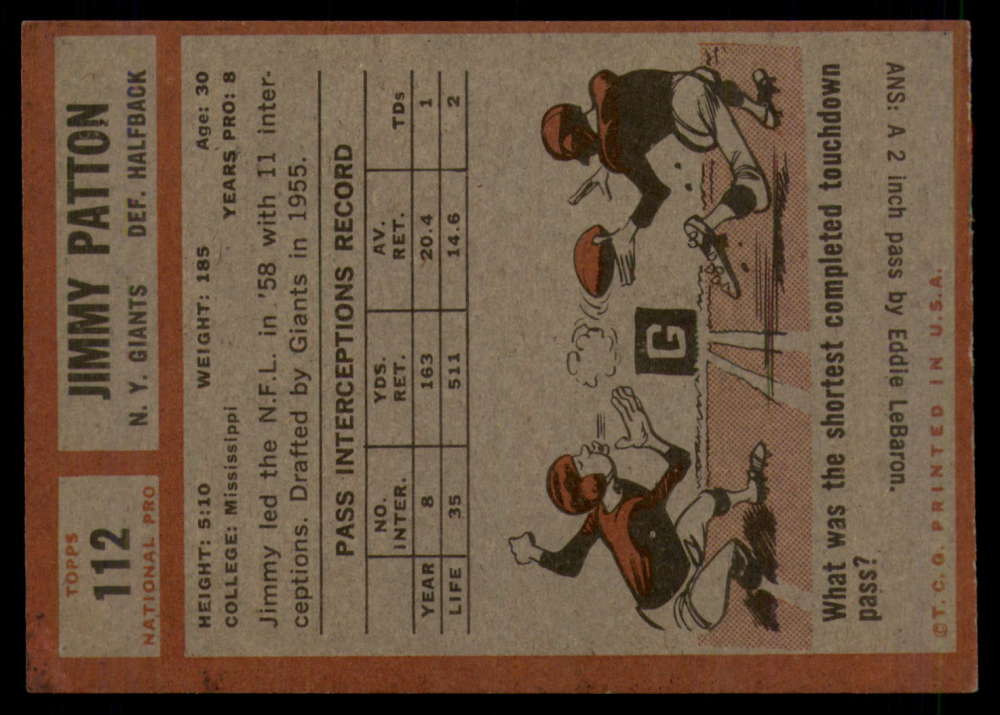 TOPPS
112
NATIONAL PRO
JIMMY PATTON
N. Y. GIANTS DEF. HALFBACK
HEIGHT: 5:10 WEIGHT: 185 Age: 30
COLLEGE: Mississippi YEARS PRO: 8
Jimmy led the N.F.L. in '58 with 11 inter-
ceptions. Drafted by Giants in 1955.
PASS INTERCEPTIONS RECORD
NO. INTER. YDS. RET. AV. RET. TDs
YEAR 8 163 20.4 1
LIFE 35 511 14.6 2
G
What was the shortest completed touchdown
pass?
ANS: A 2 inch pass by Eddie LeBaron.
© T. C. G. PRINTED IN U.S.A.